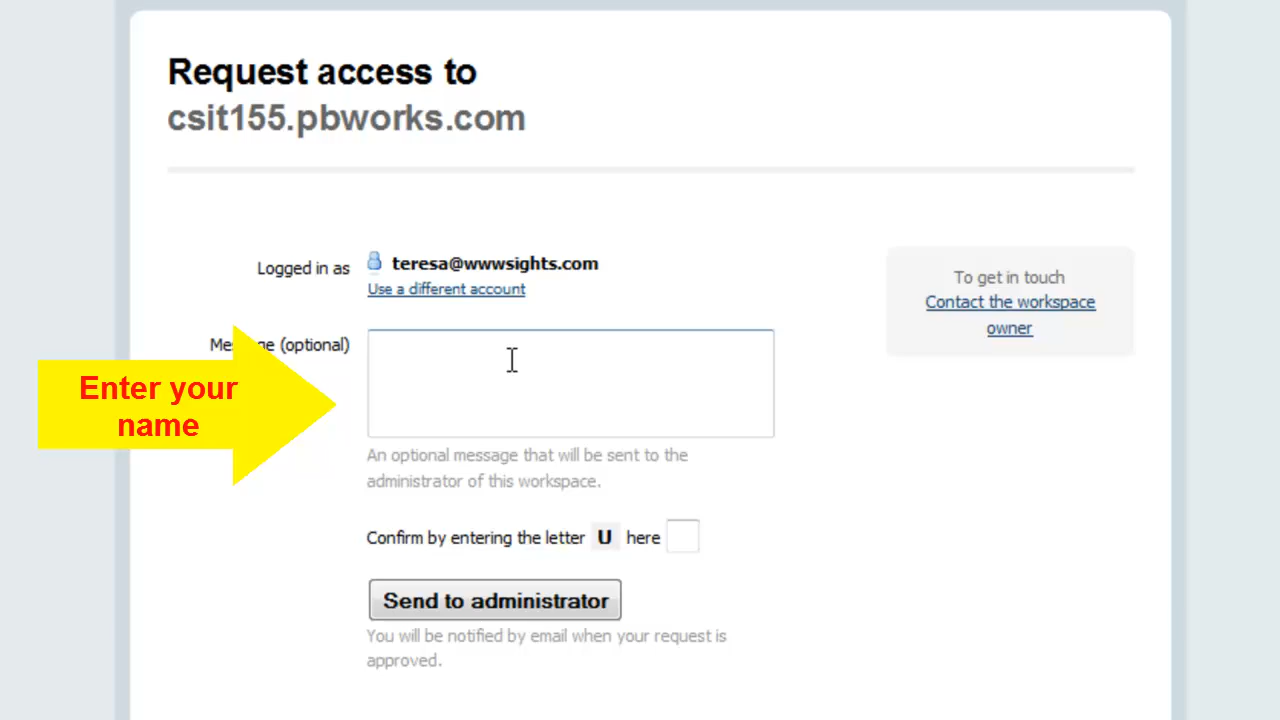 Request access to
csit155.pbworks.com
Logged in as
teresa@wwwsights.com
Use a different account
To get in touch
Contact the workspace
owner
Message (optional)
Enter your
name
An optional message that will be sent to the
administrator of this workspace.
Confirm by entering the letter U here
Send to administrator
You will be notified by email when your request is
approved.